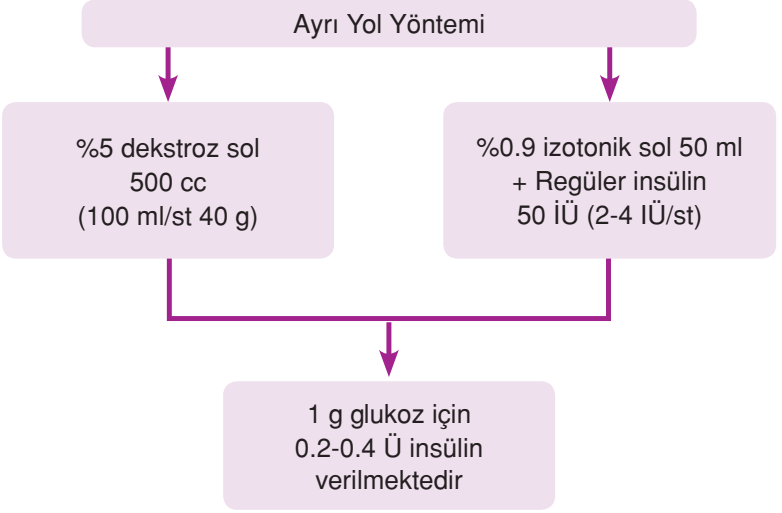 Ayrı Yol Yöntemi
%5 dekstroz sol
500 cc
(100 ml/st 40 g)
%0.9 izotonik sol 50 ml
+ Regüler insülin
50 İÜ (2-4 IÜ/st)
1 g glukoz için
0.2-0.4 Ü insülin
verilmektedir